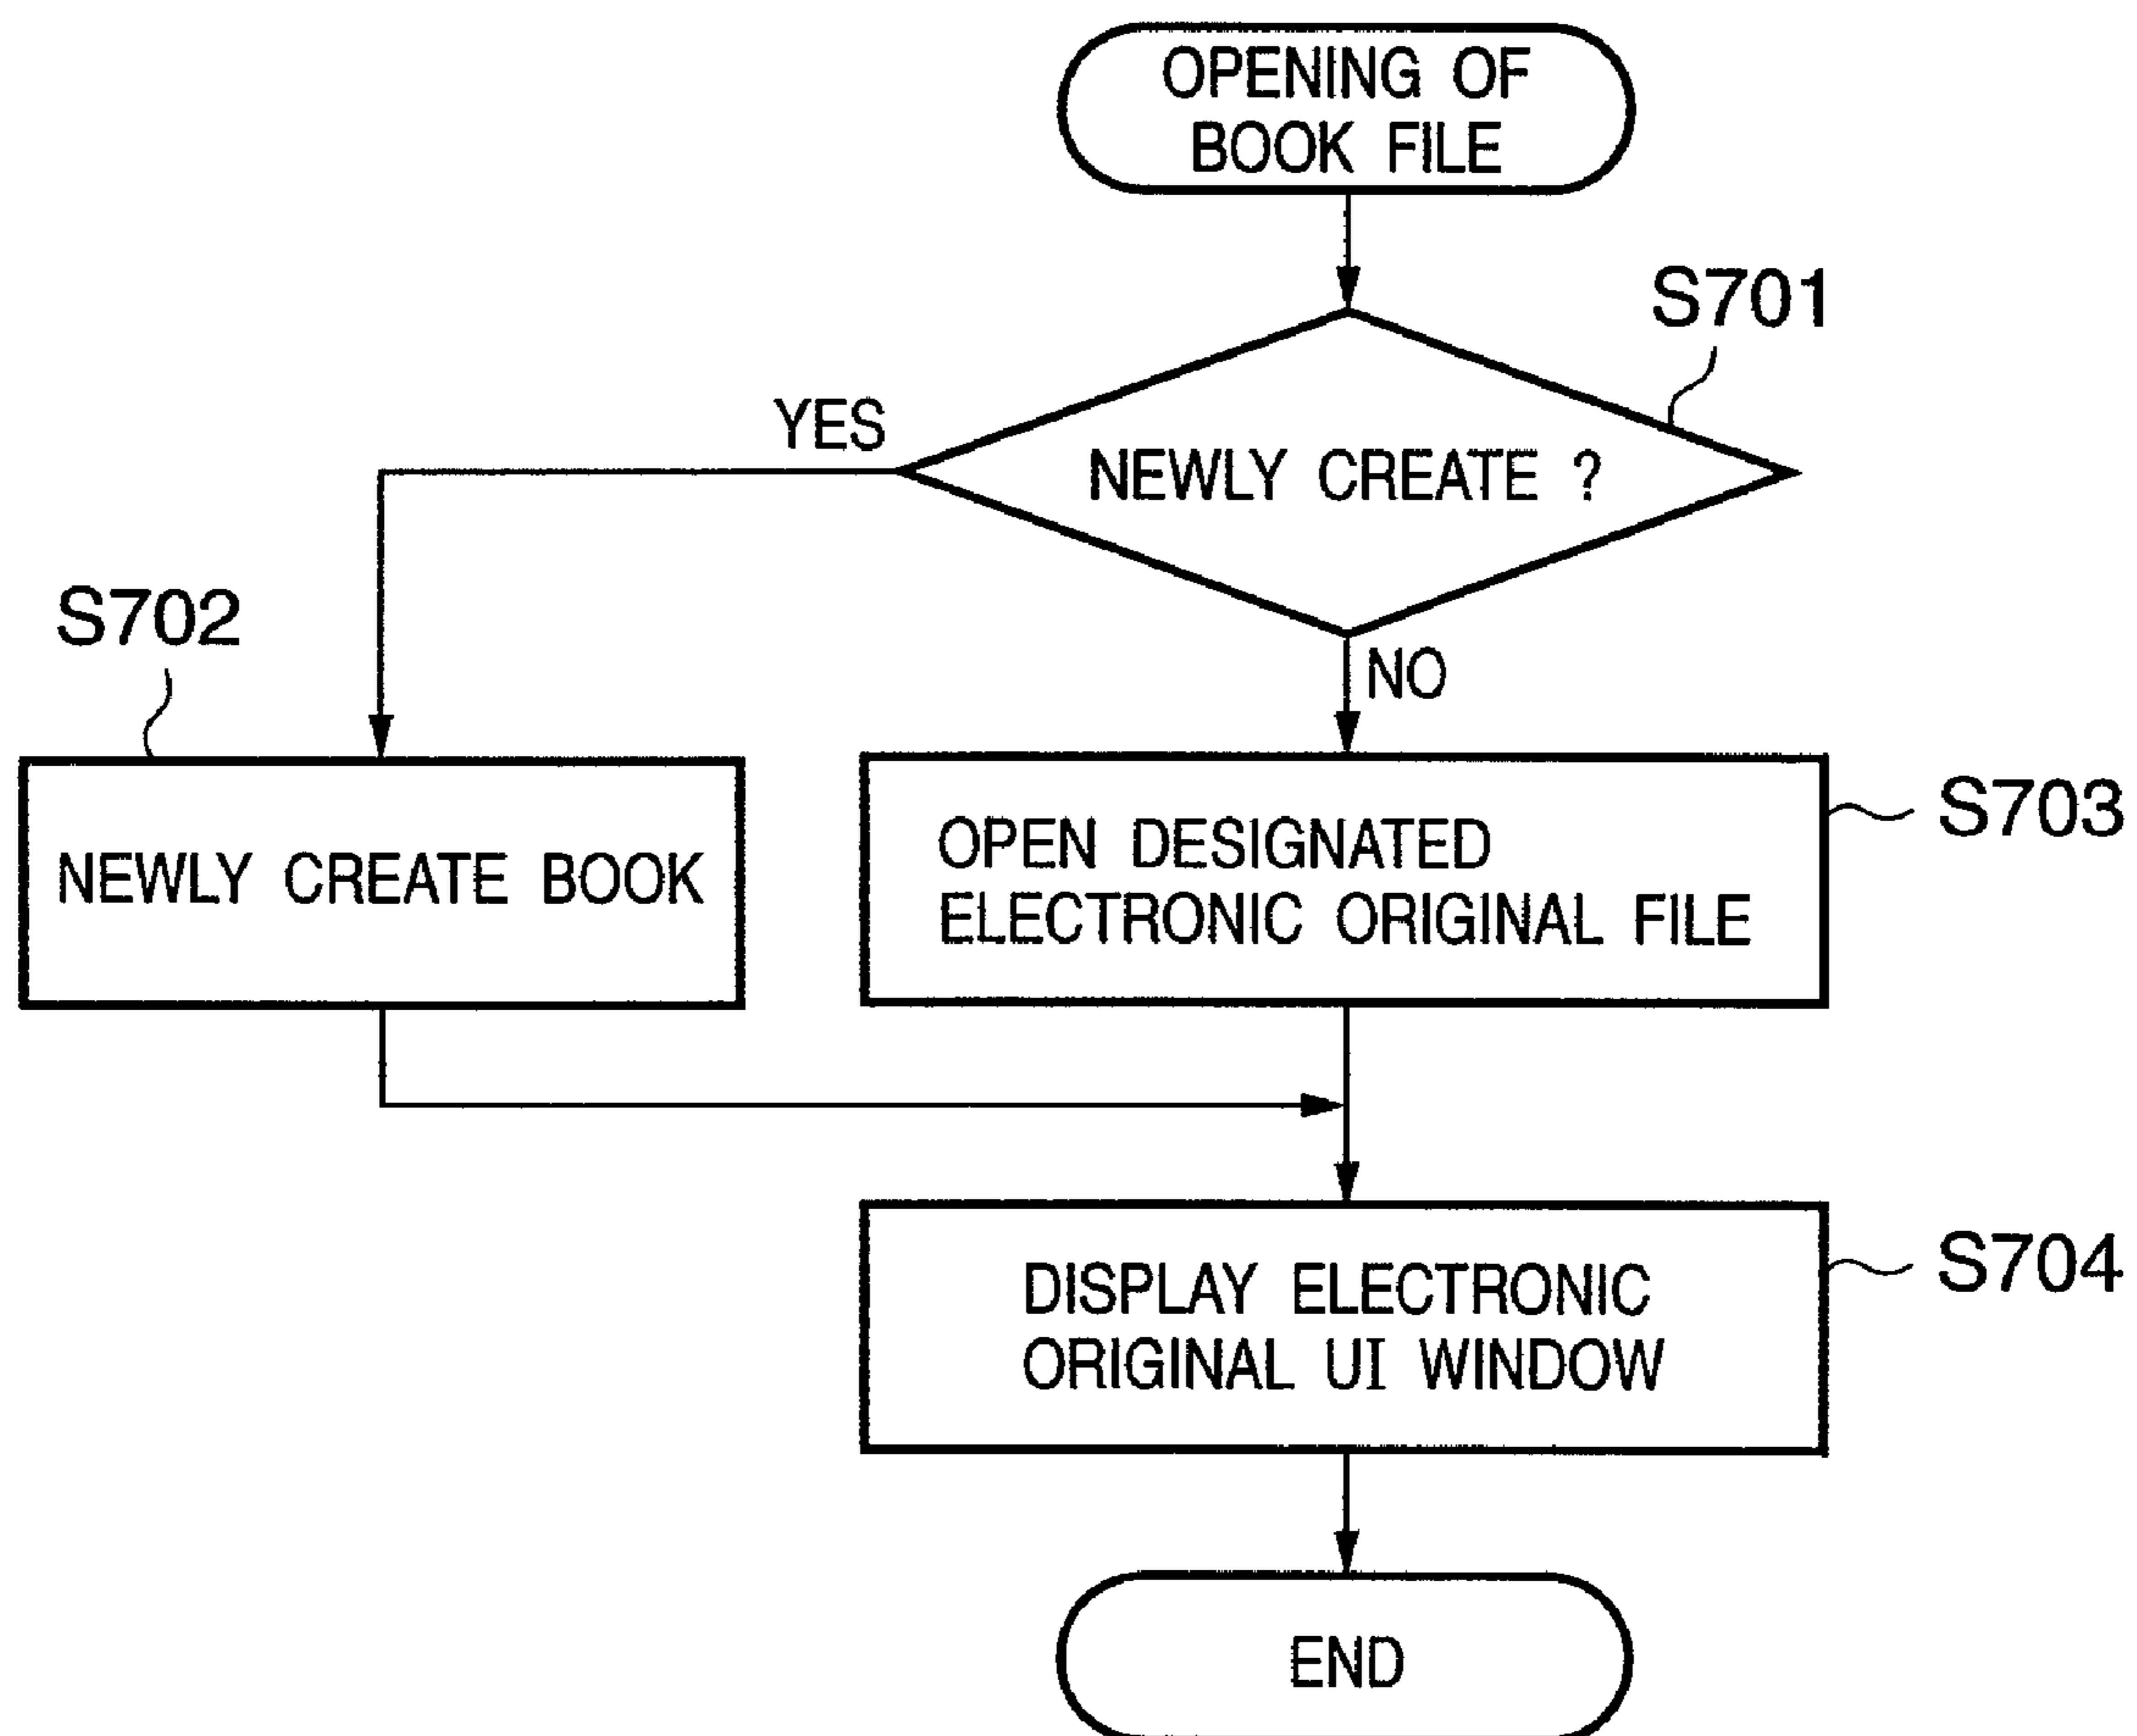 OPENING OF
BOOK FILE
S701
YES
NEWLY CREATE ?
S702
NO
NEWLY CREATE BOOK
OPEN DESIGNATED
ELECTRONIC ORIGINAL FILE
S703
DISPLAY ELECTRONIC
ORIGINAL UI WINDOW
S704
END